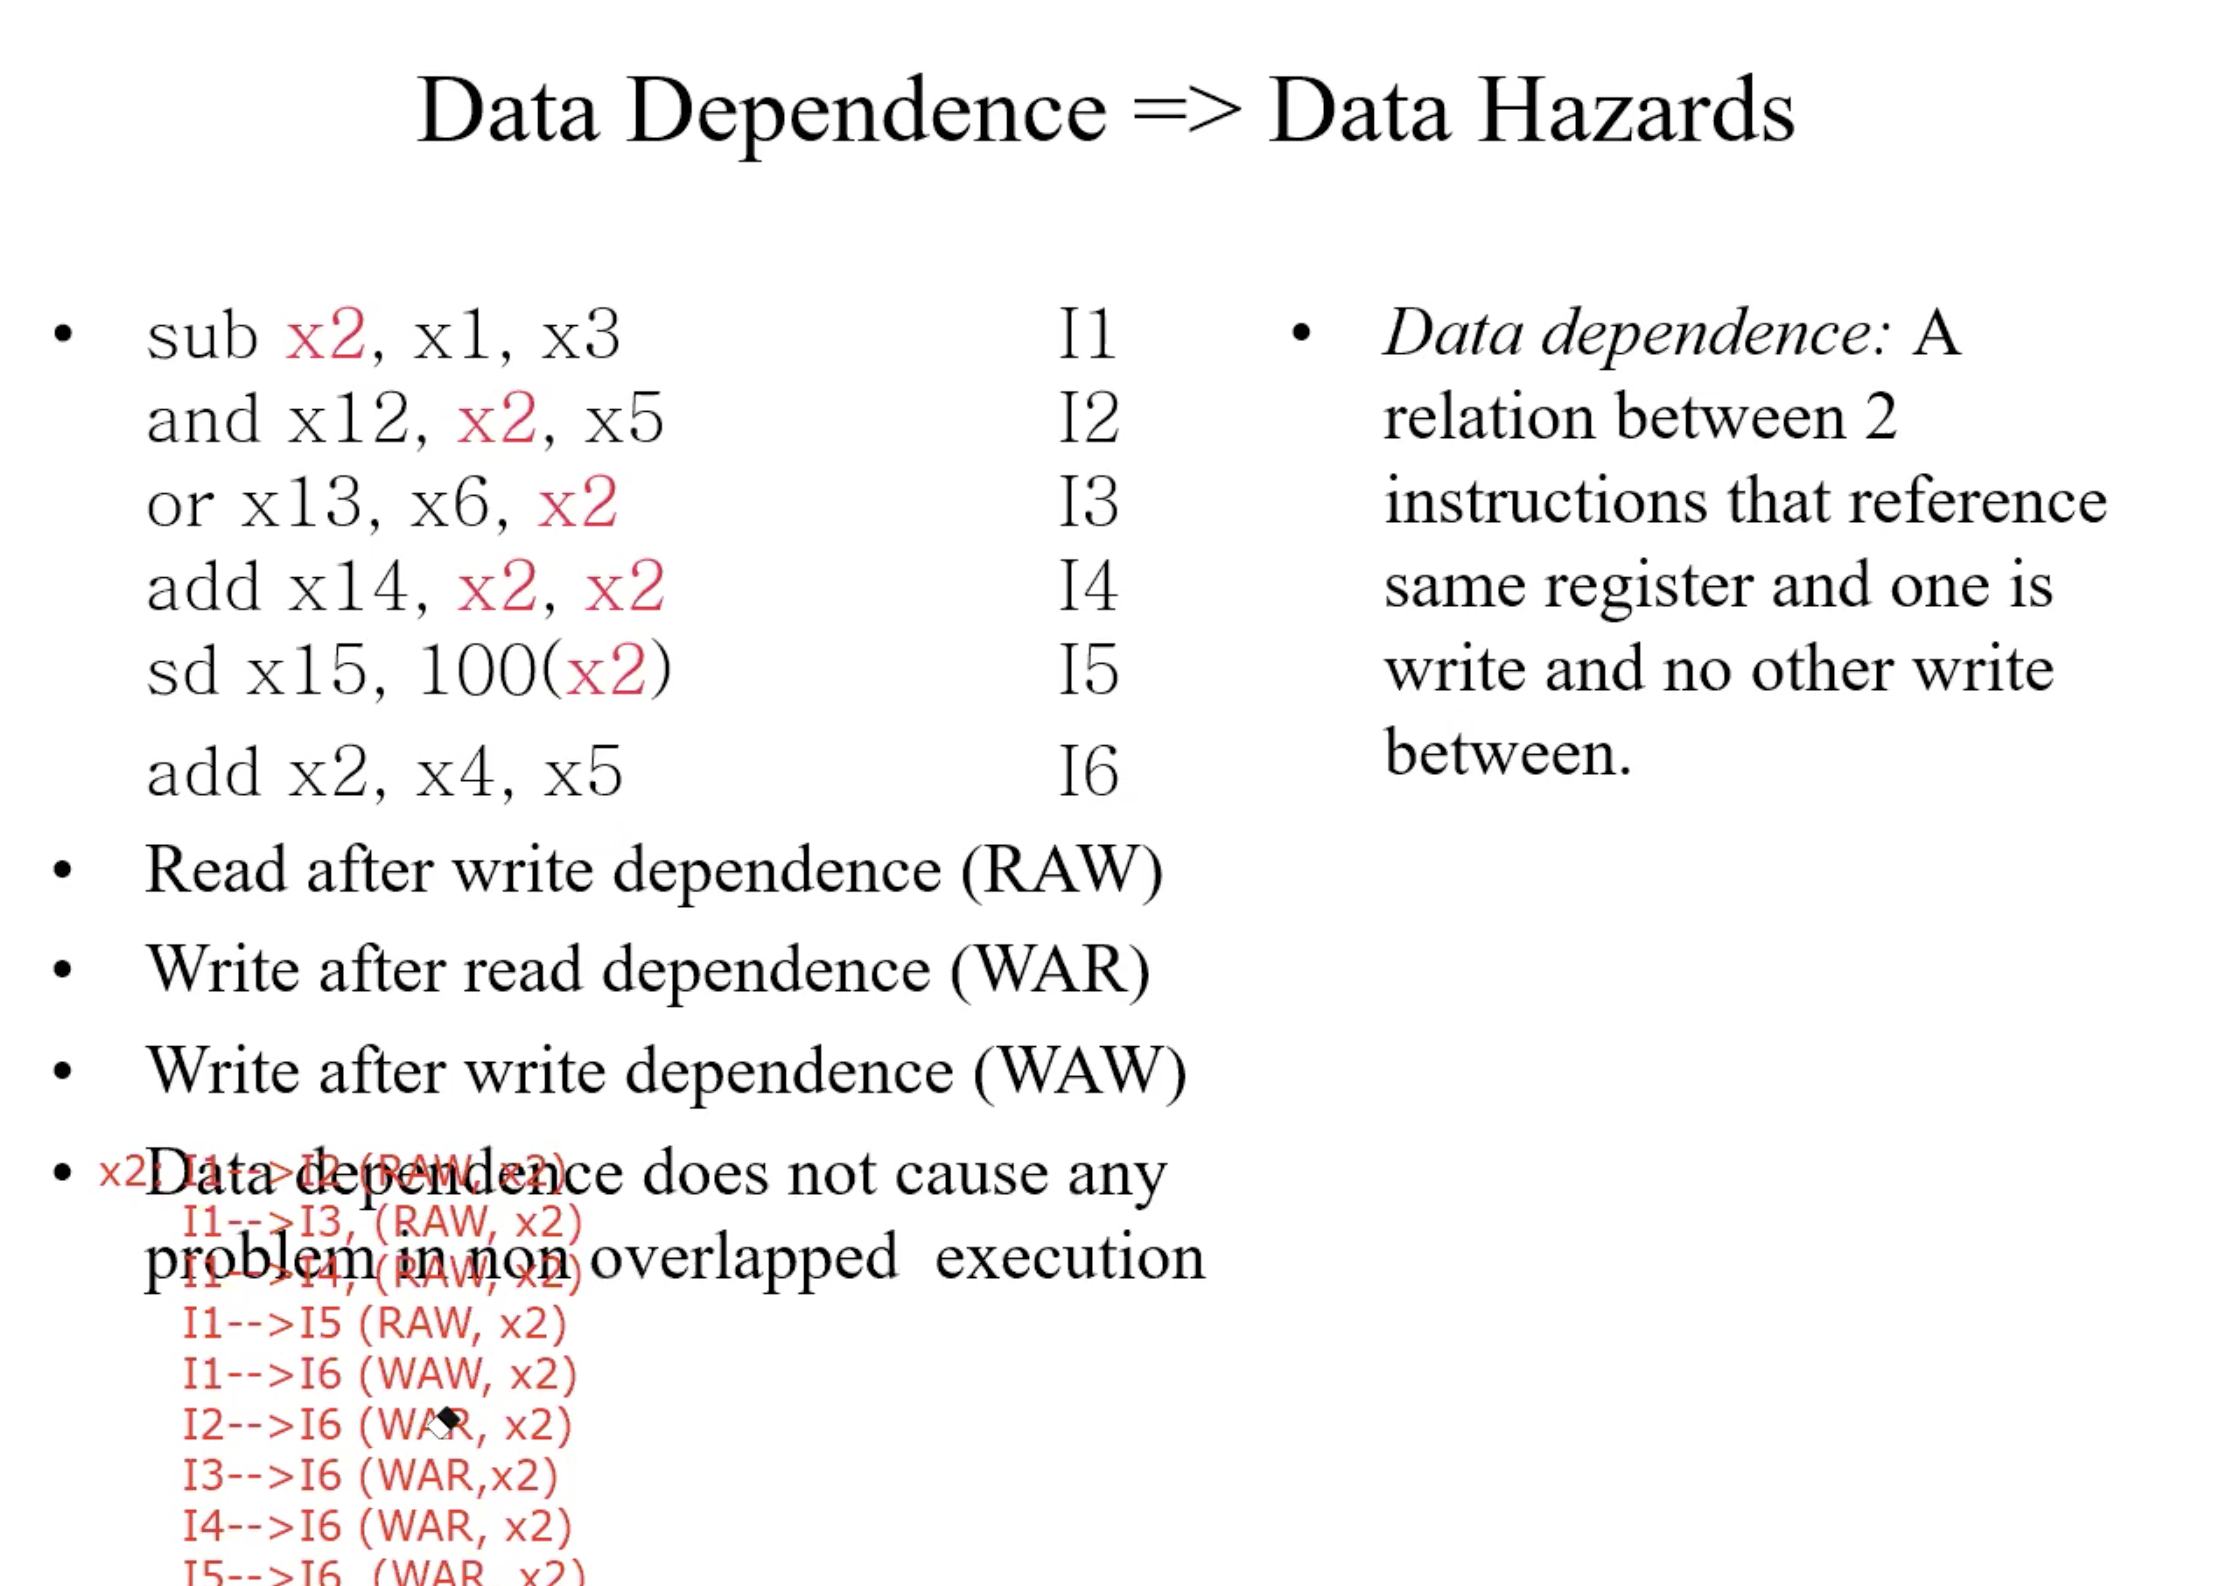 Data Dependence => Data Hazards
• sub x2, x1, x3 I1
and x12, x2, x5 I2
or x13, x6, x2 I3
add x14, x2, x2 I4
sd x15, 100(x2) I5
add x2, x4, x5 I6
• Read after write dependence (RAW)
• Write after read dependence (WAR)
• Write after write dependence (WAW)
• Data dependence does not cause any
problem in non overlapped execution
x2: I1-->I2 (RAW, x2)
I1-->I3, (RAW, x2)
I1-->I4, (RAW, x2)
I1-->I5 (RAW, x2)
I1-->I6 (WAW, x2)
I2-->I6 (WAR, x2)
I3-->I6 (WAR,x2)
I4-->I6 (WAR, x2)
I5-->I6 (WAR, x2)
• Data dependence: A
relation between 2
instructions that reference
same register and one is
write and no other write
between.